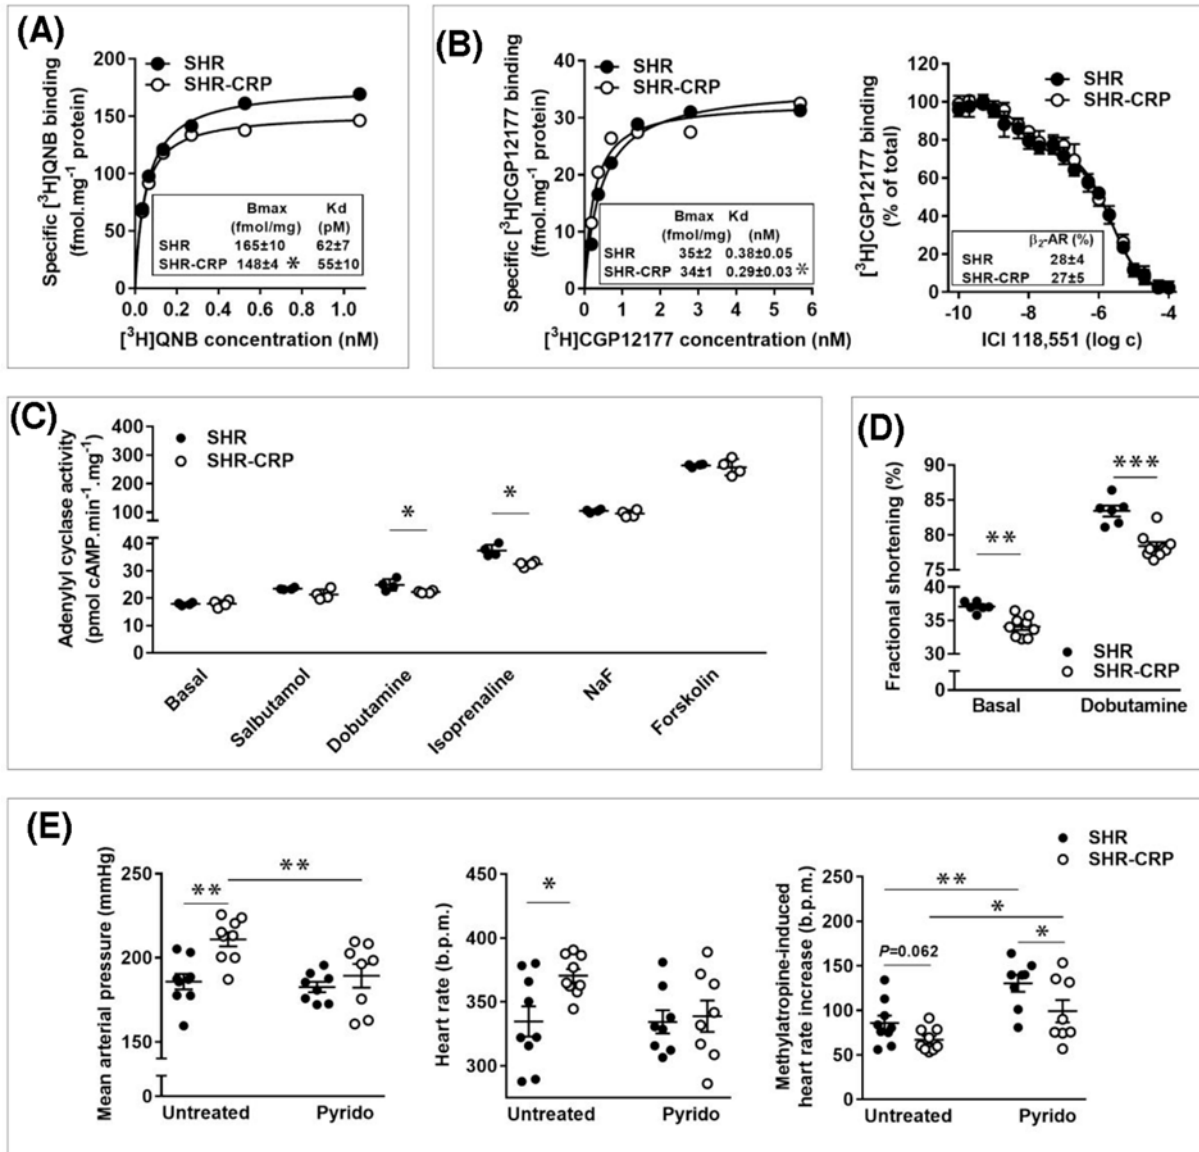 (A)
SHR
SHR-CRP
Specific [³H]QNB binding
(fmol.mg⁻¹ protein)
200
150
100
50
0
Bmax Kd
(fmol/mg) (pM)
SHR 165±10 62±7
SHR-CRP 148±4 * 55±10
0.0 0.2 0.4 0.6 0.8 1.0
[³H]QNB concentration (nM)
(B)
SHR
SHR-CRP
Specific [³H]CGP12177 binding
(fmol.mg⁻¹ protein)
40
30
20
10
0
Bmax Kd
(fmol/mg) (nM)
SHR 35±2 0.38±0.05
SHR-CRP 34±1 0.29±0.03 *
0 1 2 3 4 5 6
[³H]CGP12177 concentration (nM)
SHR
SHR-CRP
[³H]CGP12177 binding
(% of total)
120
100
80
60
40
20
0
β₂-AR (%)
SHR 28±4
SHR-CRP 27±5
-10 -8 -6 -4
ICI 118,551 (log c)
(C)
SHR
SHR-CRP
Adenylyl cyclase activity
(pmol cAMP.min⁻¹.mg⁻¹)
400
300
200
100
40
30
20
10
0
*
*
Basal
Salbutamol
Dobutamine
Isoprenaline
NaF
Forskolin
(D)
Fractional shortening (%)
90
85
80
75
40
35
30
0
**
***
SHR
SHR-CRP
Basal Dobutamine
(E)
SHR
SHR-CRP
Mean arterial pressure (mmHg)
250
200
150
0
**
**
Untreated Pyrido
Heart rate (b.p.m.)
450
400
350
300
*
Untreated Pyrido
Methylatropine-induced
heart rate increase (b.p.m.)
250
200
150
100
50
0
**
*
*
P=0.062
Untreated Pyrido